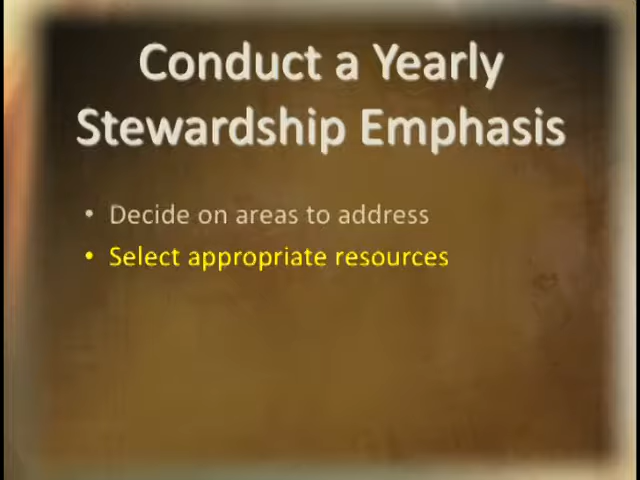 Conduct a Yearly
Stewardship Emphasis
• Decide on areas to address
• Select appropriate resources